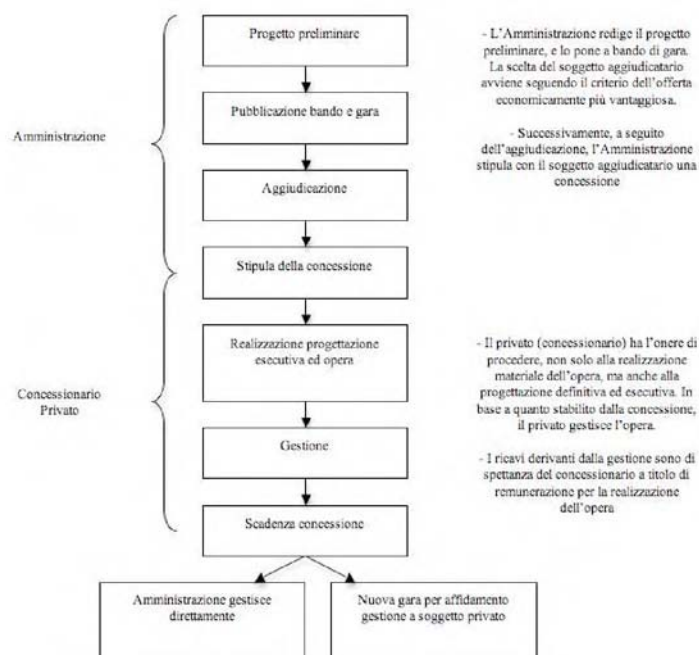 Progetto preliminare
Pubblicazione bando e gara
Amministrazione
Aggiudicazione
Stipula della concessione
- L'Amministrazione redige il progetto
preliminare, e lo pone a bando di gara.
La scelta del soggetto aggiudicatario
avviene seguendo il criterio dell'offerta
economicamente più vantaggiosa.
- Successivamente, a seguito
dell'aggiudicazione, l'Amministrazione
stipula con il soggetto aggiudicatario una
concessione
Realizzazione progettazione
esecutiva ed opera
Concessionario
Privato
Gestione
Scadenza concessione
- Il privato (concessionario) ha l'onere di
procedere, non solo alla realizzazione
materiale dell'opera, ma anche alla
progettazione definitiva ed esecutiva. In
base a quanto stabilito dalla concessione,
il privato gestisce l'opera.
- I ricavi derivanti dalla gestione sono di
spettanza del concessionario a titolo di
remunerazione per la realizzazione
dell'opera
Amministrazione gestisce
direttamente
Nuova gara per affidamento
gestione a soggetto privato